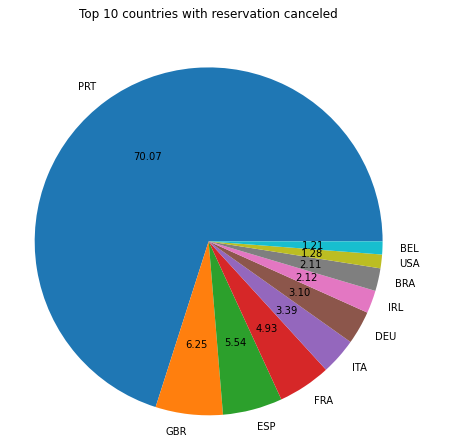 Top 10 countries with reservation canceled
PRT
70.07
1.21
BEL
1.28
USA
2.11
BRA
2.12
IRL
3.10
DEU
3.39
ITA
4.93
FRA
5.54
ESP
6.25
GBR